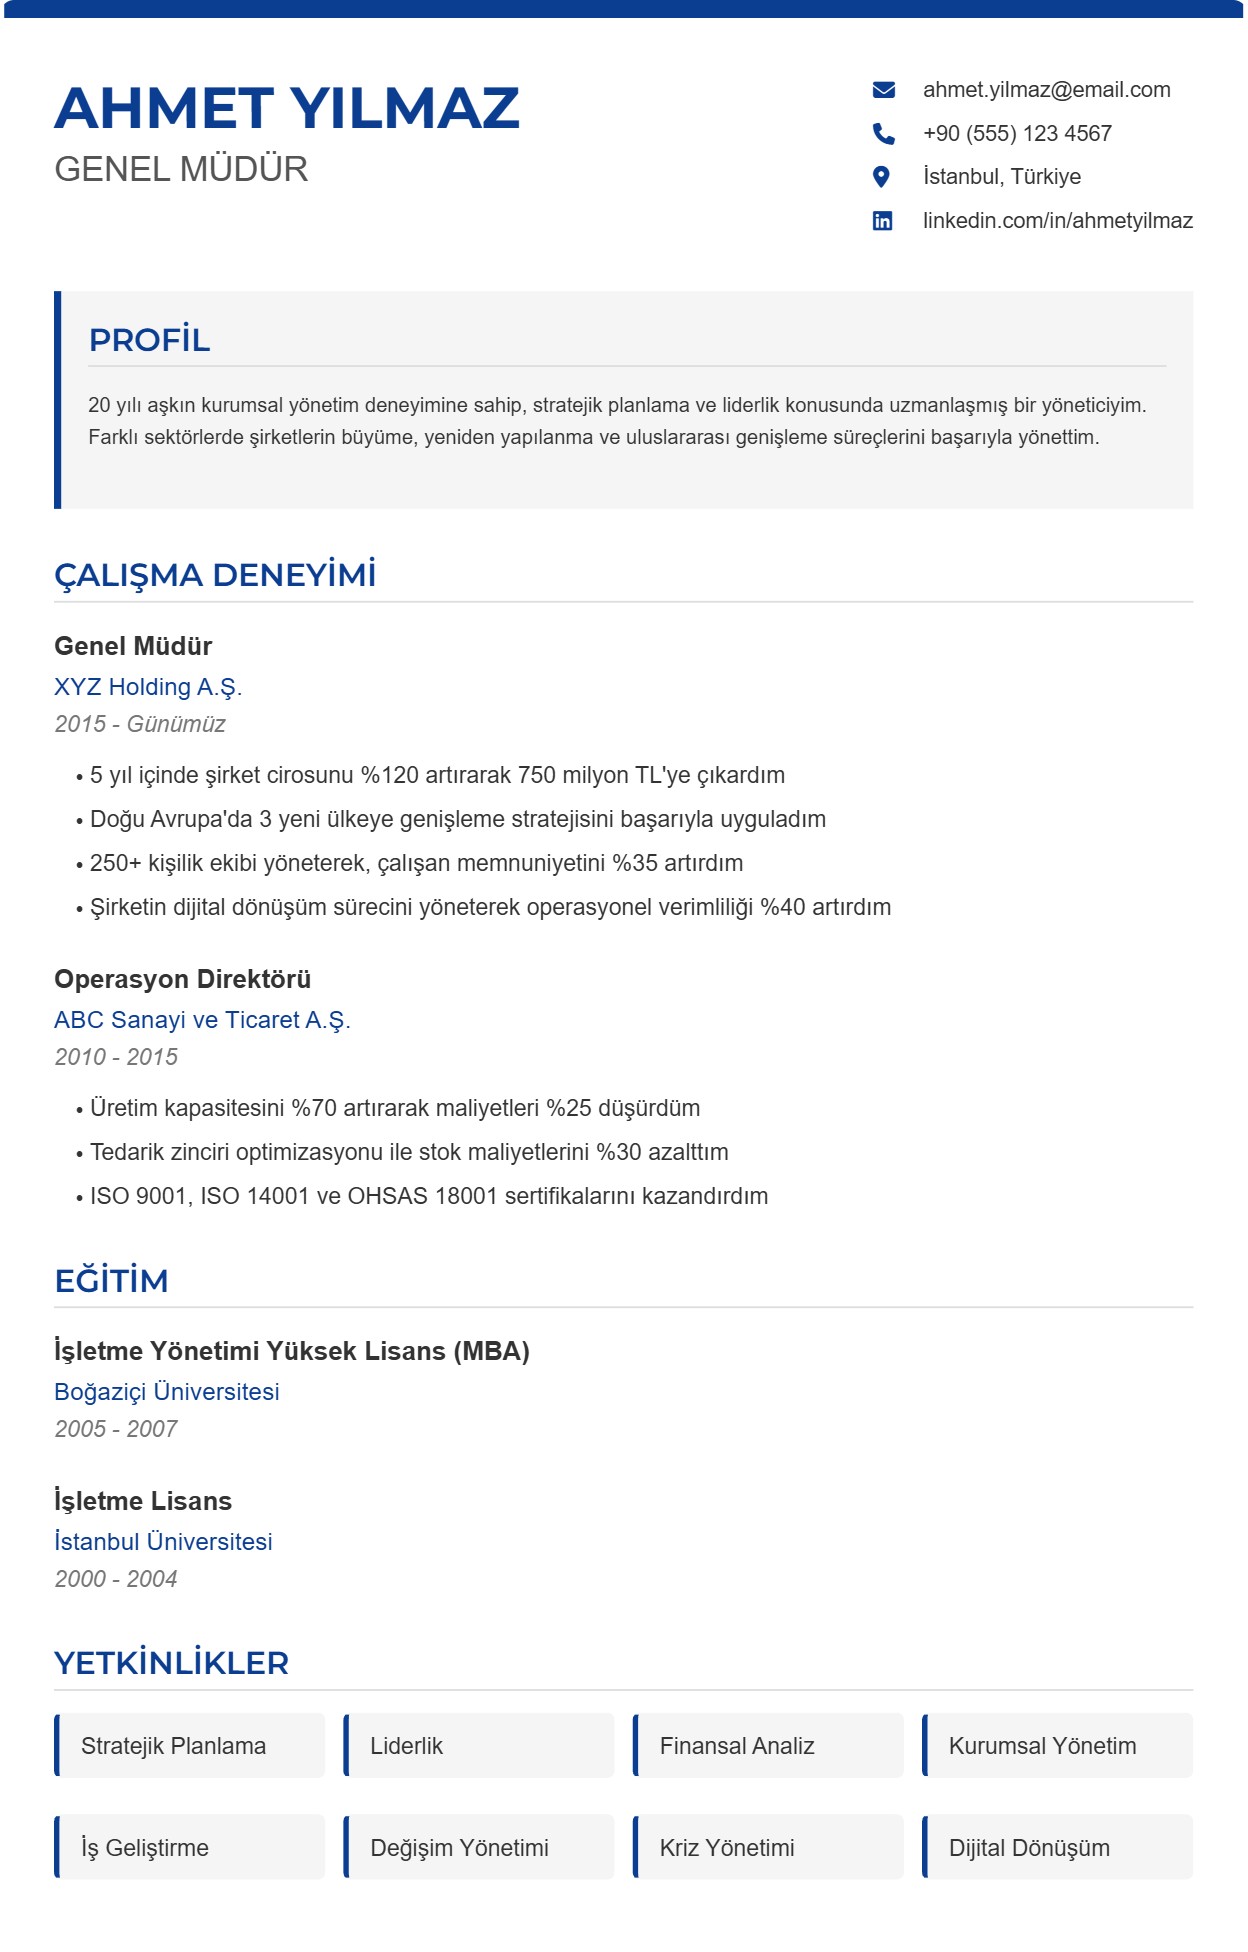 AHMET YILMAZ
GENEL MÜDÜR
ahmet.yilmaz@email.com
+90 (555) 123 4567
İstanbul, Türkiye
linkedin.com/in/ahmetyilmaz
PROFİL
20 yılı aşkın kurumsal yönetim deneyimine sahip, stratejik planlama ve liderlik konusunda uzmanlaşmış bir yöneticiyim.
Farklı sektörlerde şirketlerin büyüme, yeniden yapılanma ve uluslararası genişleme süreçlerini başarıyla yönettim.
ÇALIŞMA DENEYİMİ
Genel Müdür
XYZ Holding A.Ş.
2015 - Günümüz
• 5 yıl içinde şirket cirosunu %120 artırarak 750 milyon TL'ye çıkardım
• Doğu Avrupa'da 3 yeni ülkeye genişleme stratejisini başarıyla uyguladım
• 250+ kişilik ekibi yöneterek, çalışan memnuniyetini %35 artırdım
• Şirketin dijital dönüşüm sürecini yöneterek operasyonel verimliliği %40 artırdım
Operasyon Direktörü
ABC Sanayi ve Ticaret A.Ş.
2010 - 2015
• Üretim kapasitesini %70 artırarak maliyetleri %25 düşürdüm
• Tedarik zinciri optimizasyonu ile stok maliyetlerini %30 azalttım
• ISO 9001, ISO 14001 ve OHSAS 18001 sertifikalarını kazandırdım
EĞİTİM
İşletme Yönetimi Yüksek Lisans (MBA)
Boğaziçi Üniversitesi
2005 - 2007
İşletme Lisans
İstanbul Üniversitesi
2000 - 2004
YETKİNLİKLER
Stratejik Planlama
Liderlik
Finansal Analiz
Kurumsal Yönetim
İş Geliştirme
Değişim Yönetimi
Kriz Yönetimi
Dijital Dönüşüm